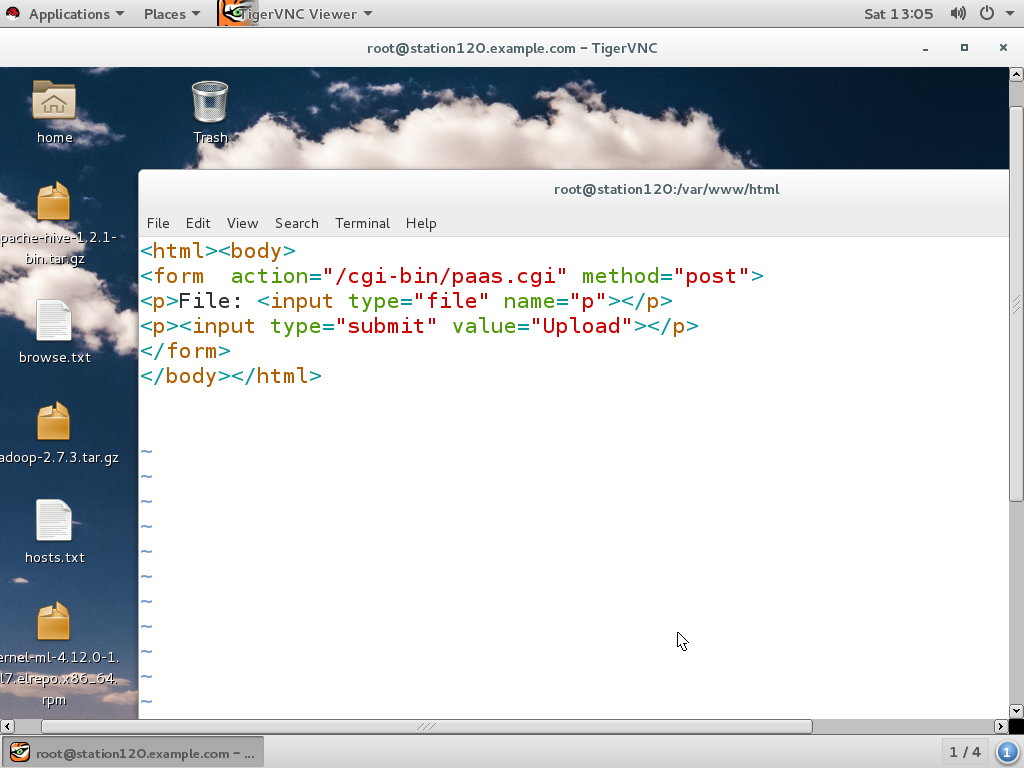 Applications Places TigerVNC Viewer Sat 13:05
root@station120.example.com – TigerVNC
home
Trash
pache-hive-1.2.1-
bin.tar.gz
browse.txt
adoop-2.7.3.tar.gz
hosts.txt
ernel-ml-4.12.0-1.
l7.elrepo.x86_64.
rpm
root@station120:/var/www/html
File Edit View Search Terminal Help
<html><body>
<form  action="/cgi-bin/paas.cgi" method="post">
<p>File: <input type="file" name="p"></p>
<p><input type="submit" value="Upload"></p>
</form>
</body></html>
~
~
~
~
~
~
~
~
~
~
~
root@station120.example.com – ...
1 / 4
1